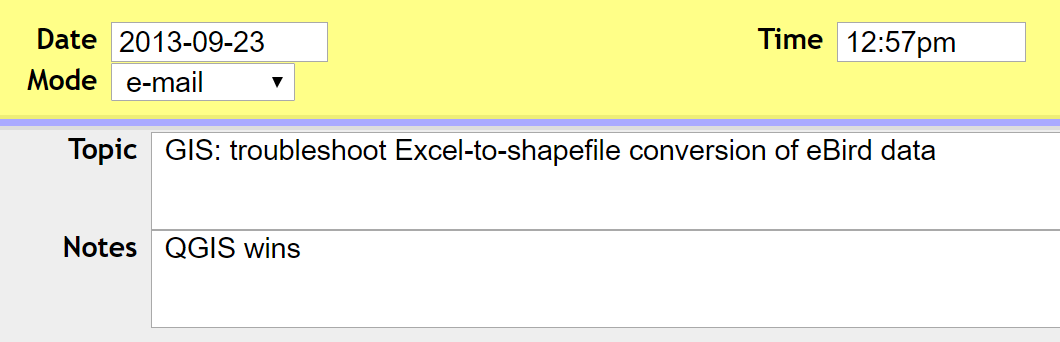 Date 2013-09-23 Time 12:57pm
Mode e-mail
Topic GIS: troubleshoot Excel-to-shapefile conversion of eBird data
Notes QGIS wins